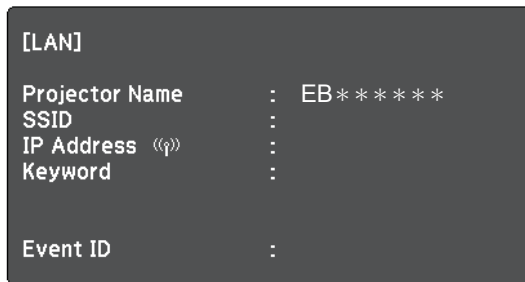 [LAN]
Projector Name : EB******
SSID :
IP Address :
Keyword :
Event ID :